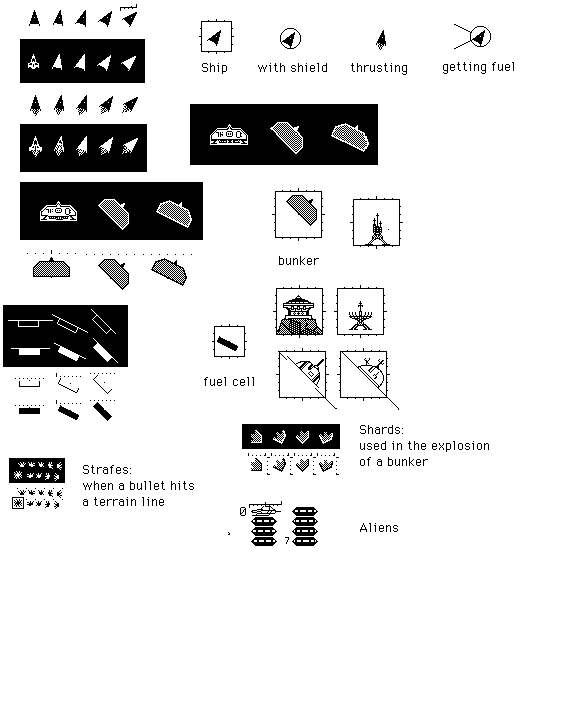 Ship
with shield
thrusting
getting fuel
bunker
fuel cell
Shards:
used in the explosion
of a bunker
Strafes:
when a bullet hits
a terrain line
0
7
Aliens